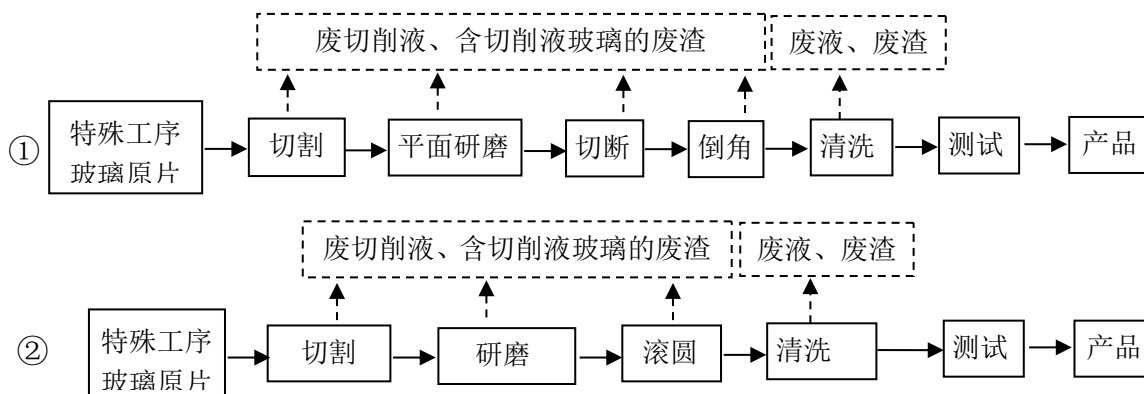 废切削液、含切削液玻璃的废渣
废液、废渣
①
特殊工序
玻璃原片
切割
平面研磨
切断
倒角
清洗
测试
产品
废切削液、含切削液玻璃的废渣
废液、废渣
②
特殊工序
玻璃原片
切割
研磨
滚圆
清洗
测试
产品